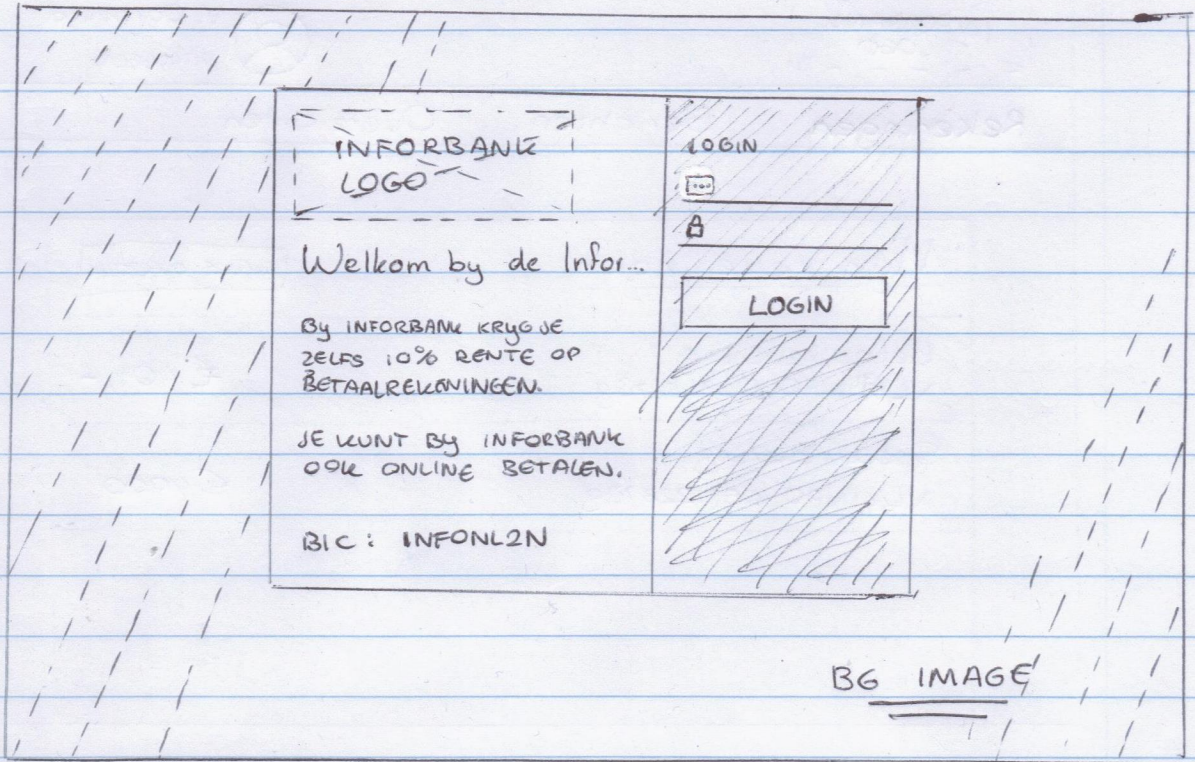 INFORBANK
LOGO
Welkom by de Infor...
By INFORBANK KRYG JE
ZELFS 10% RENTE OP
BETAALREKENINGEN.
JE KUNT By INFORBANK
OOK ONLINE BETALEN.
BIC: INFONL2N
LOGIN
LOGIN
BG IMAGE